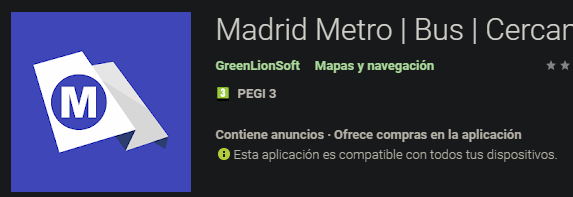 M
Madrid Metro | Bus |
GreenLionSoft Mapas y navegación
3 PEGI 3
Contiene anuncios · Ofrece compras en la aplicación
Esta aplicación es compatible con todos tus dispositivos.